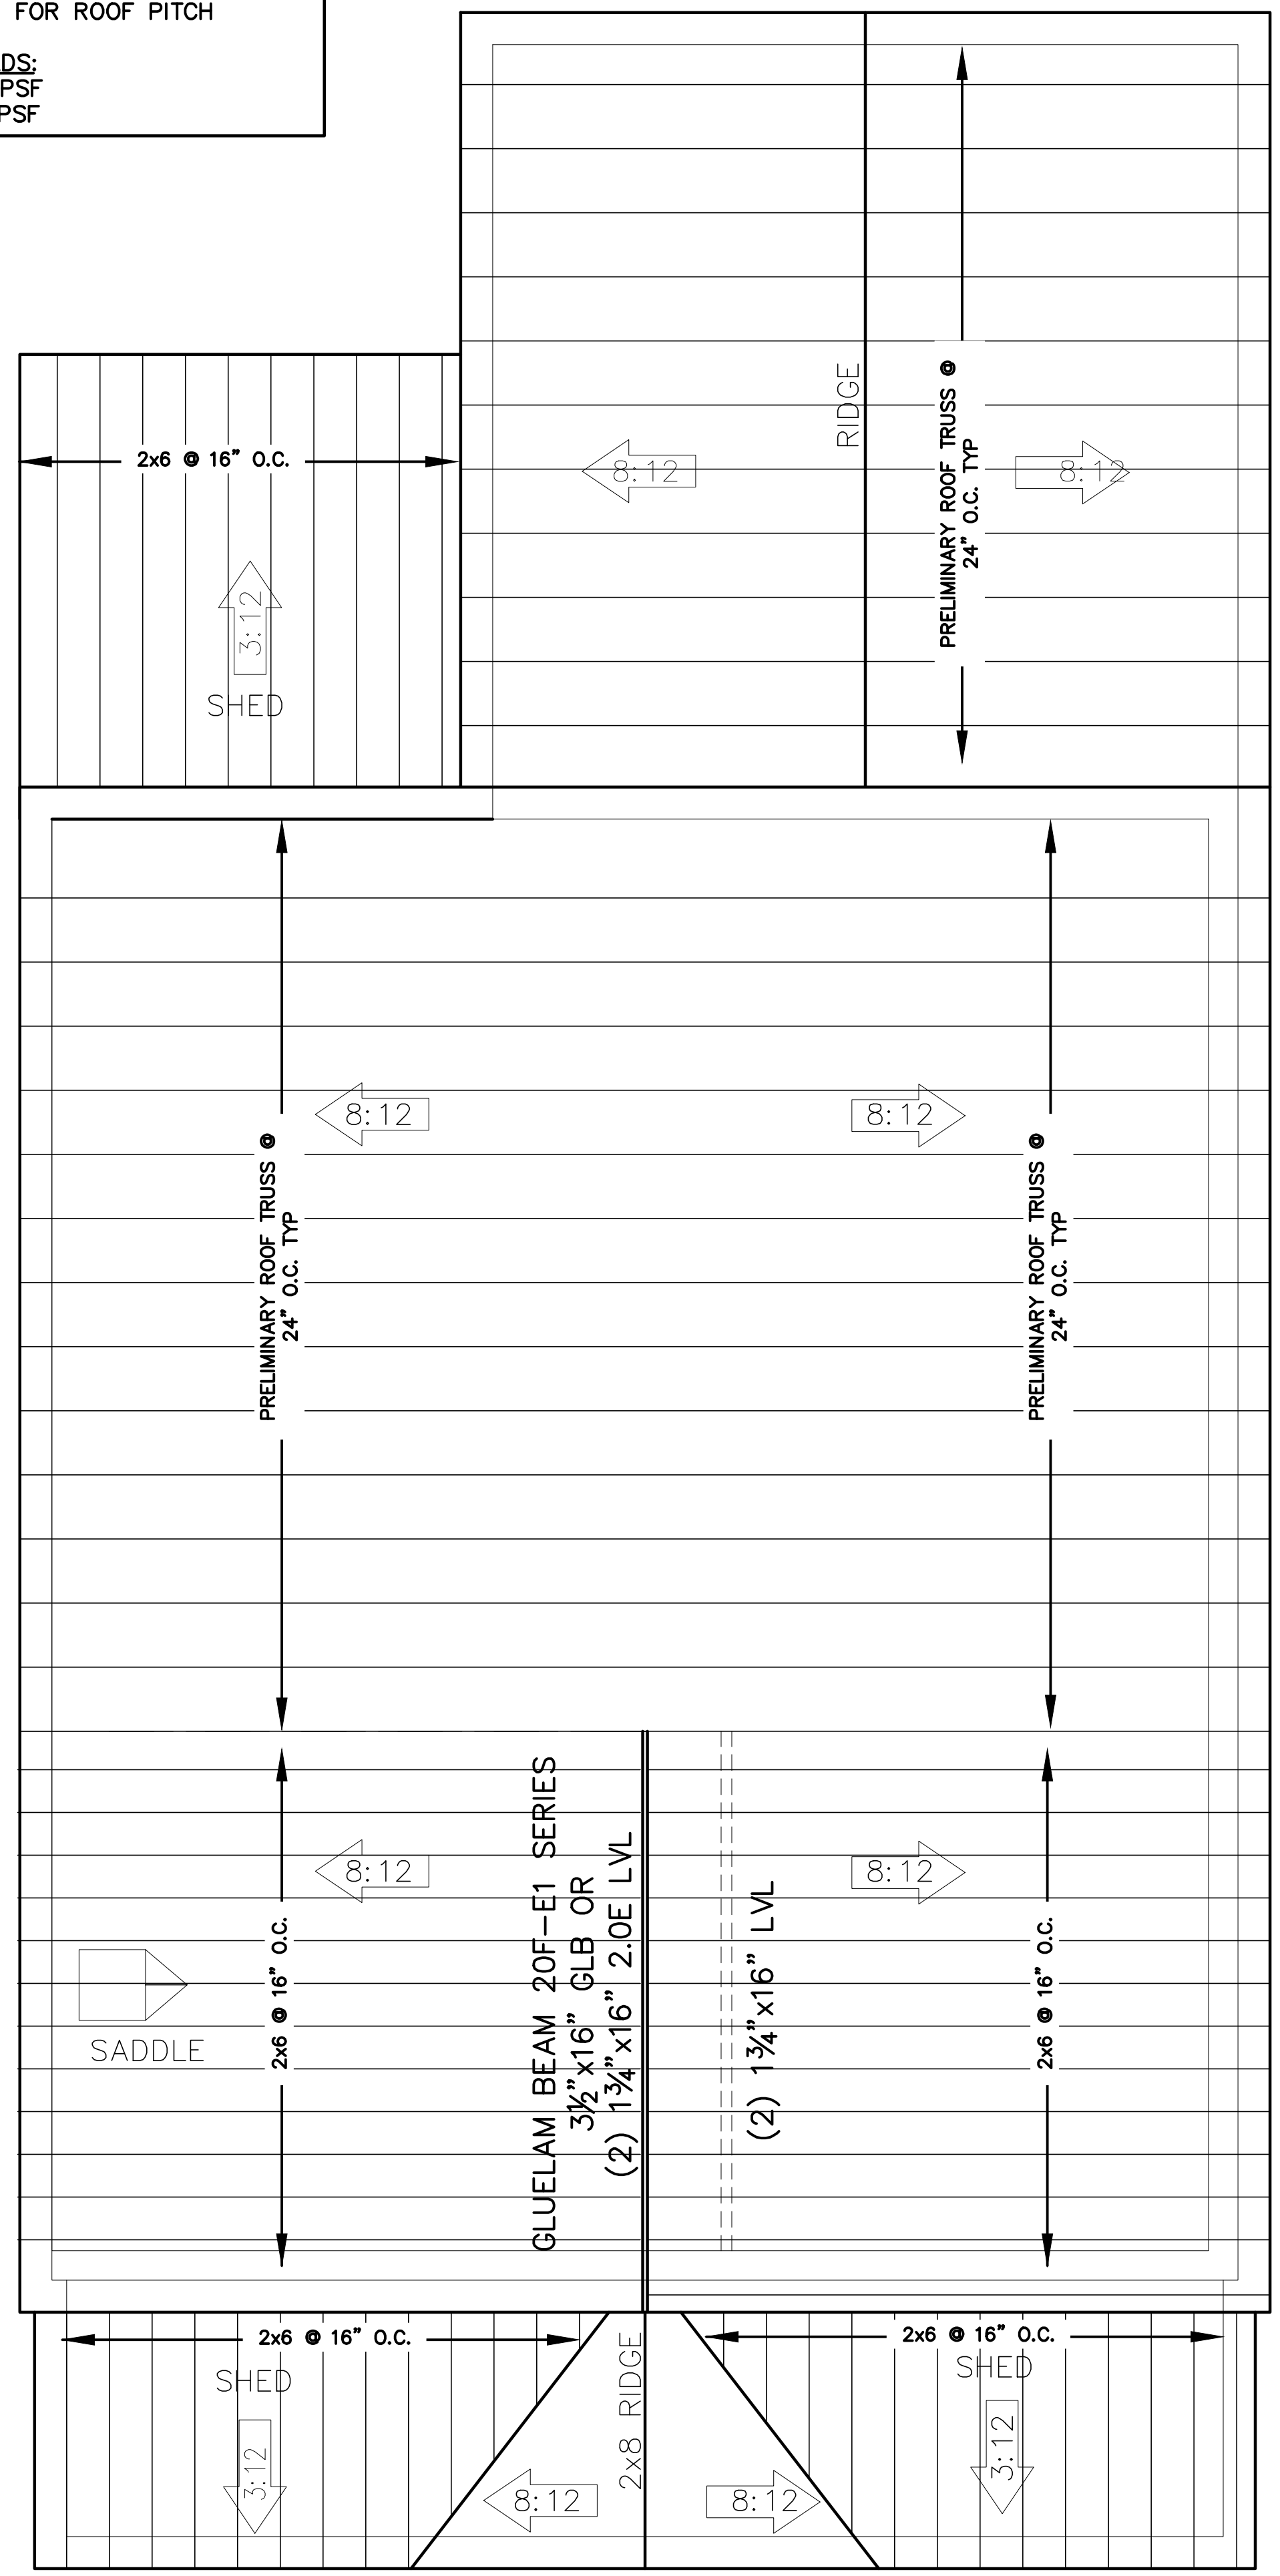 FOR ROOF PITCH
DS:
PSF
PSF
RIDGE
PRELIMINARY ROOF TRUSS @
24" O.C. TYP
2x6 @ 16" O.C.
8:12
8:12
3:12
SHED
8:12
8:12
PRELIMINARY ROOF TRUSS @
24" O.C. TYP
PRELIMINARY ROOF TRUSS @
24" O.C. TYP
GLUELAM BEAM 20F-E1 SERIES
3½"x16" GLB OR
(2) 1¾"x16" 2.0E LVL
(2) 1¾"x16" LVL
8:12
8:12
2x6 @ 16" O.C.
2x6 @ 16" O.C.
SADDLE
2x6 @ 16" O.C.
2x6 @ 16" O.C.
SHED
SHED
2x8 RIDGE
3:12
3:12
8:12
8:12